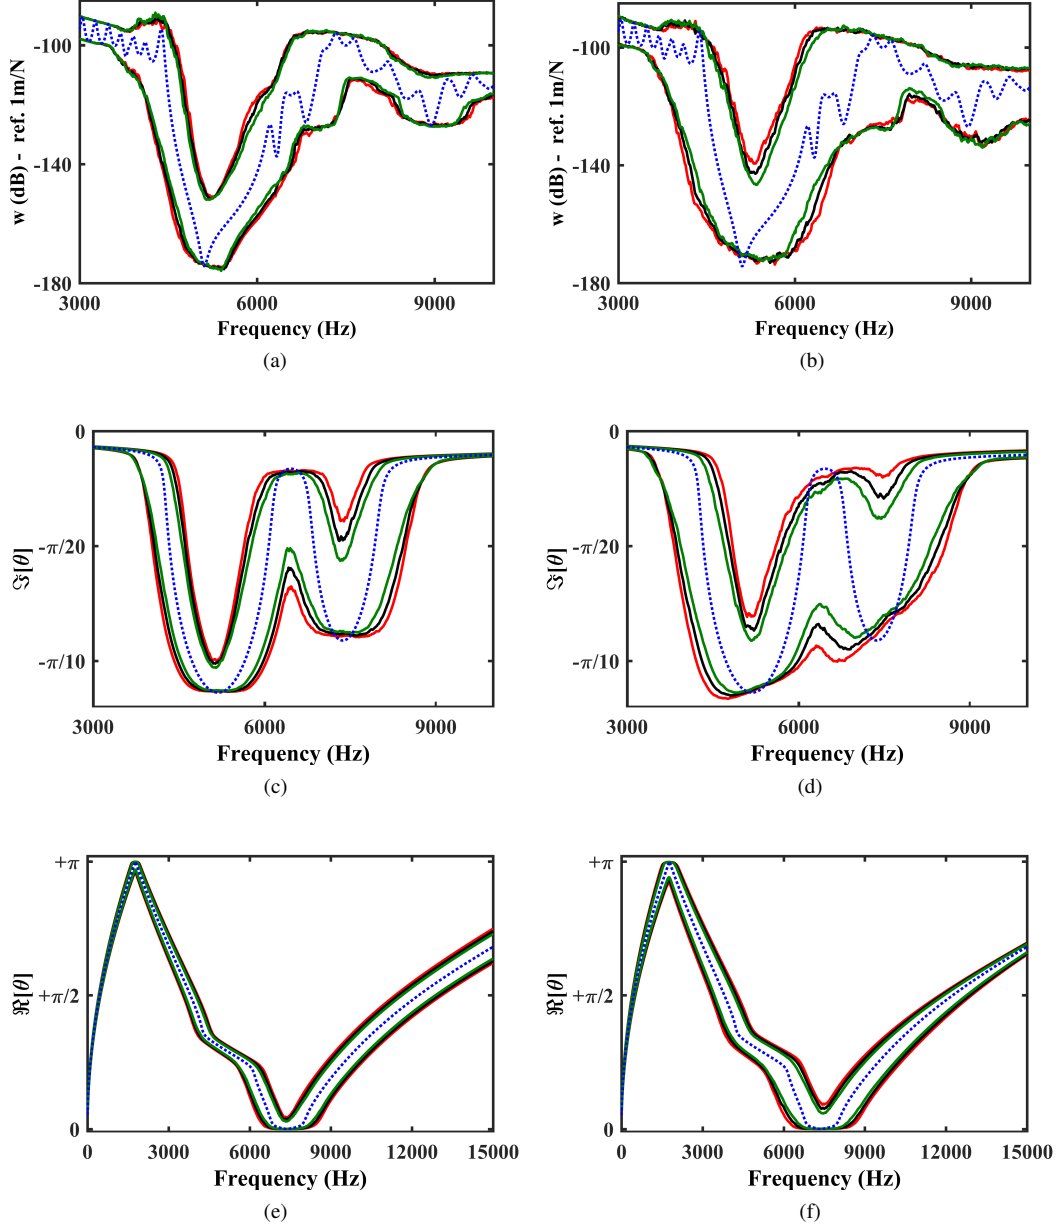 -100
-140
-180
w (dB) - ref. 1m/N
3000
6000
9000
Frequency (Hz)
(a)
-100
-140
-180
w (dB) - ref. 1m/N
3000
6000
9000
Frequency (Hz)
(b)
0
-π/20
-π/10
ℑ[θ]
3000
6000
9000
Frequency (Hz)
(c)
0
-π/20
-π/10
ℑ[θ]
3000
6000
9000
Frequency (Hz)
(d)
+π
+π/2
0
ℜ[θ]
0
3000
6000
9000
12000
15000
Frequency (Hz)
(e)
+π
+π/2
0
ℜ[θ]
0
3000
6000
9000
12000
15000
Frequency (Hz)
(f)